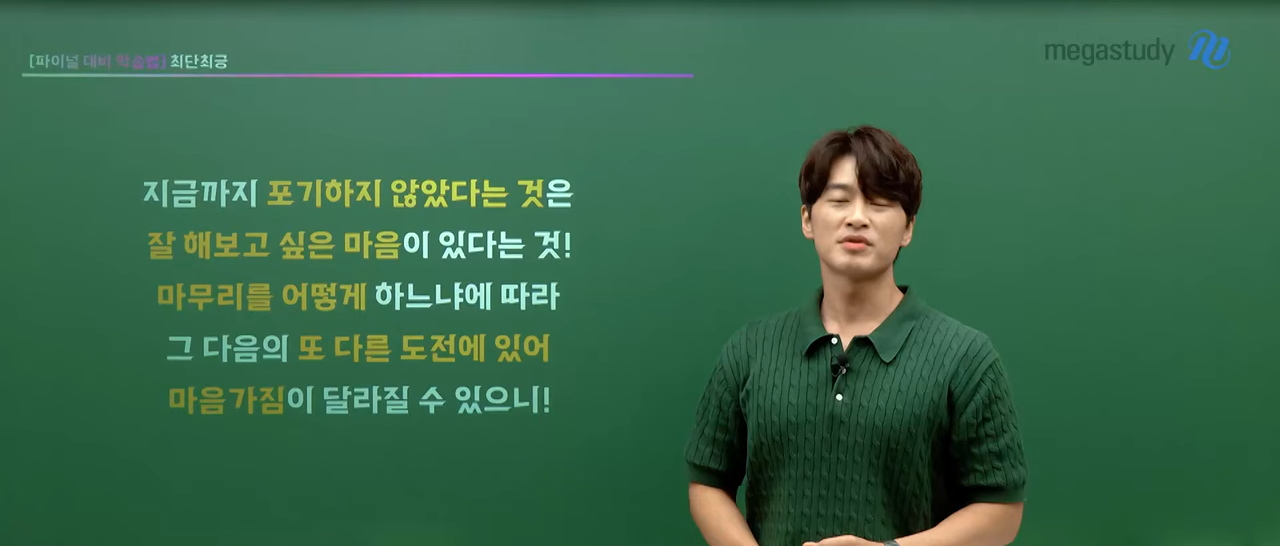 [파이널 대비 학습법] 최단최긍
megastudy
지금까지 포기하지 않았다는 것은
잘 해보고 싶은 마음이 있다는 것!
마무리를 어떻게 하느냐에 따라
그 다음의 또 다른 도전에 있어
마음가짐이 달라질 수 있으니!